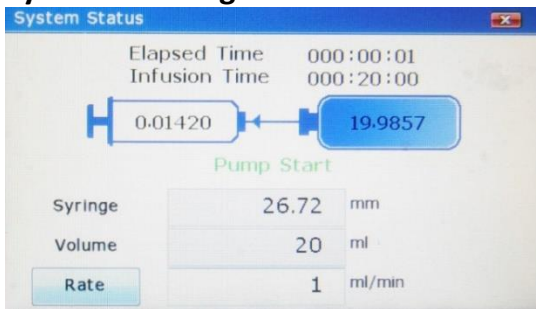 System Status
Elapsed Time 000:00:01
Infusion Time 000:20:00
0.01420 19.9857
Pump Start
Syringe 26.72 mm
Volume 20 ml
Rate 1 ml/min